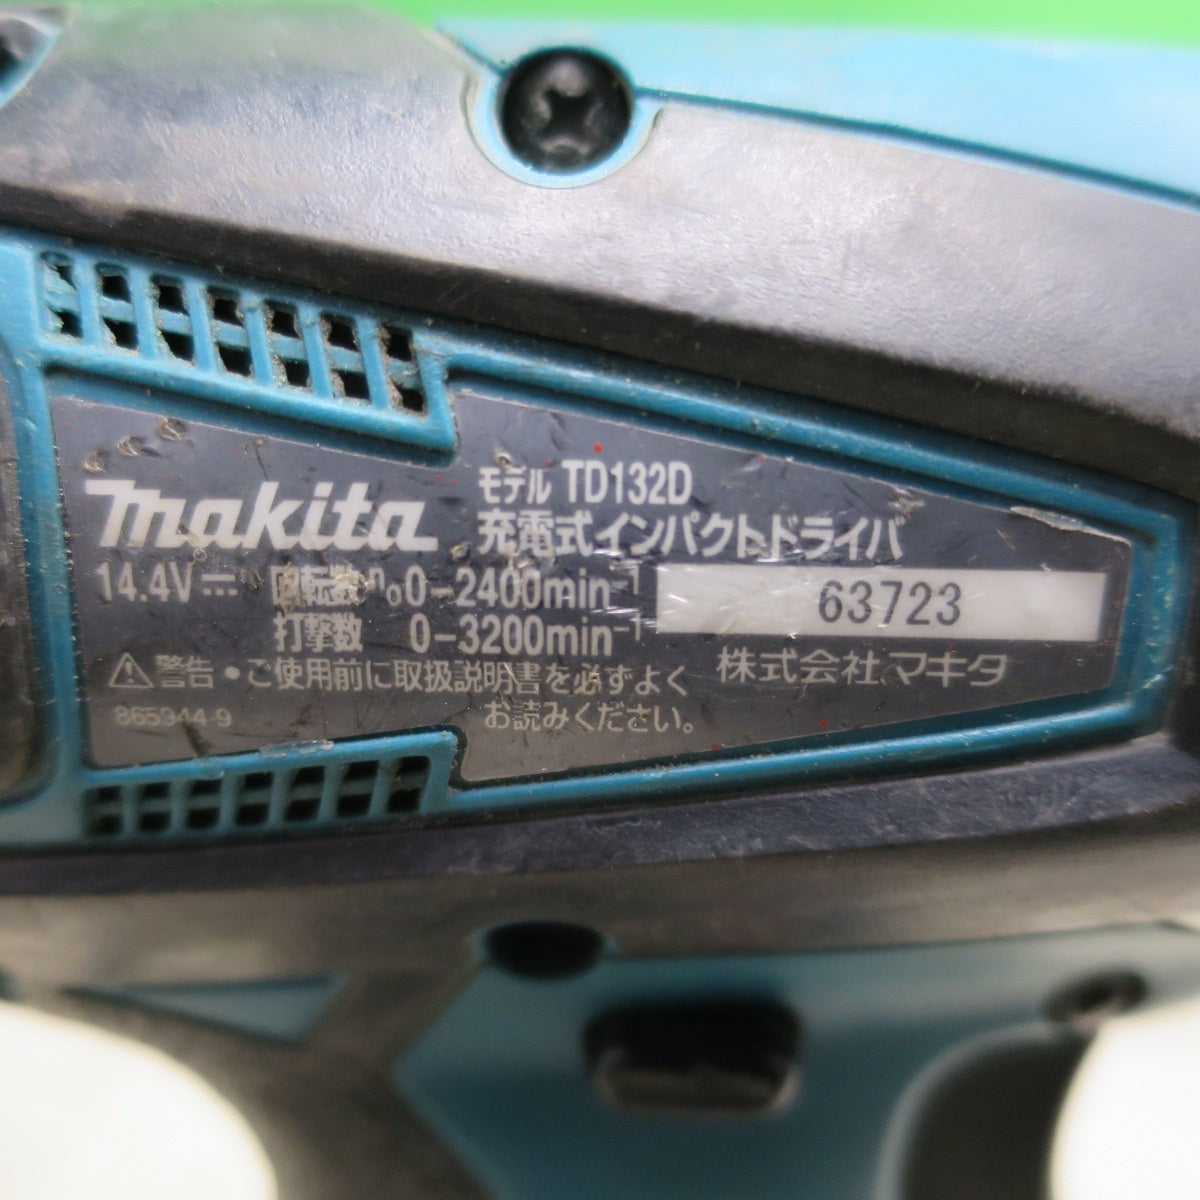 makita
モデル TD132D
充電式インパクトドライバ
14.4V⎓ 回転数 n₀0-2400min⁻¹
打撃数 0-3200min⁻¹
63723
⚠警告・ご使用前に取扱説明書を必ずよく
お読みください。
株式会社マキタ
865944-9